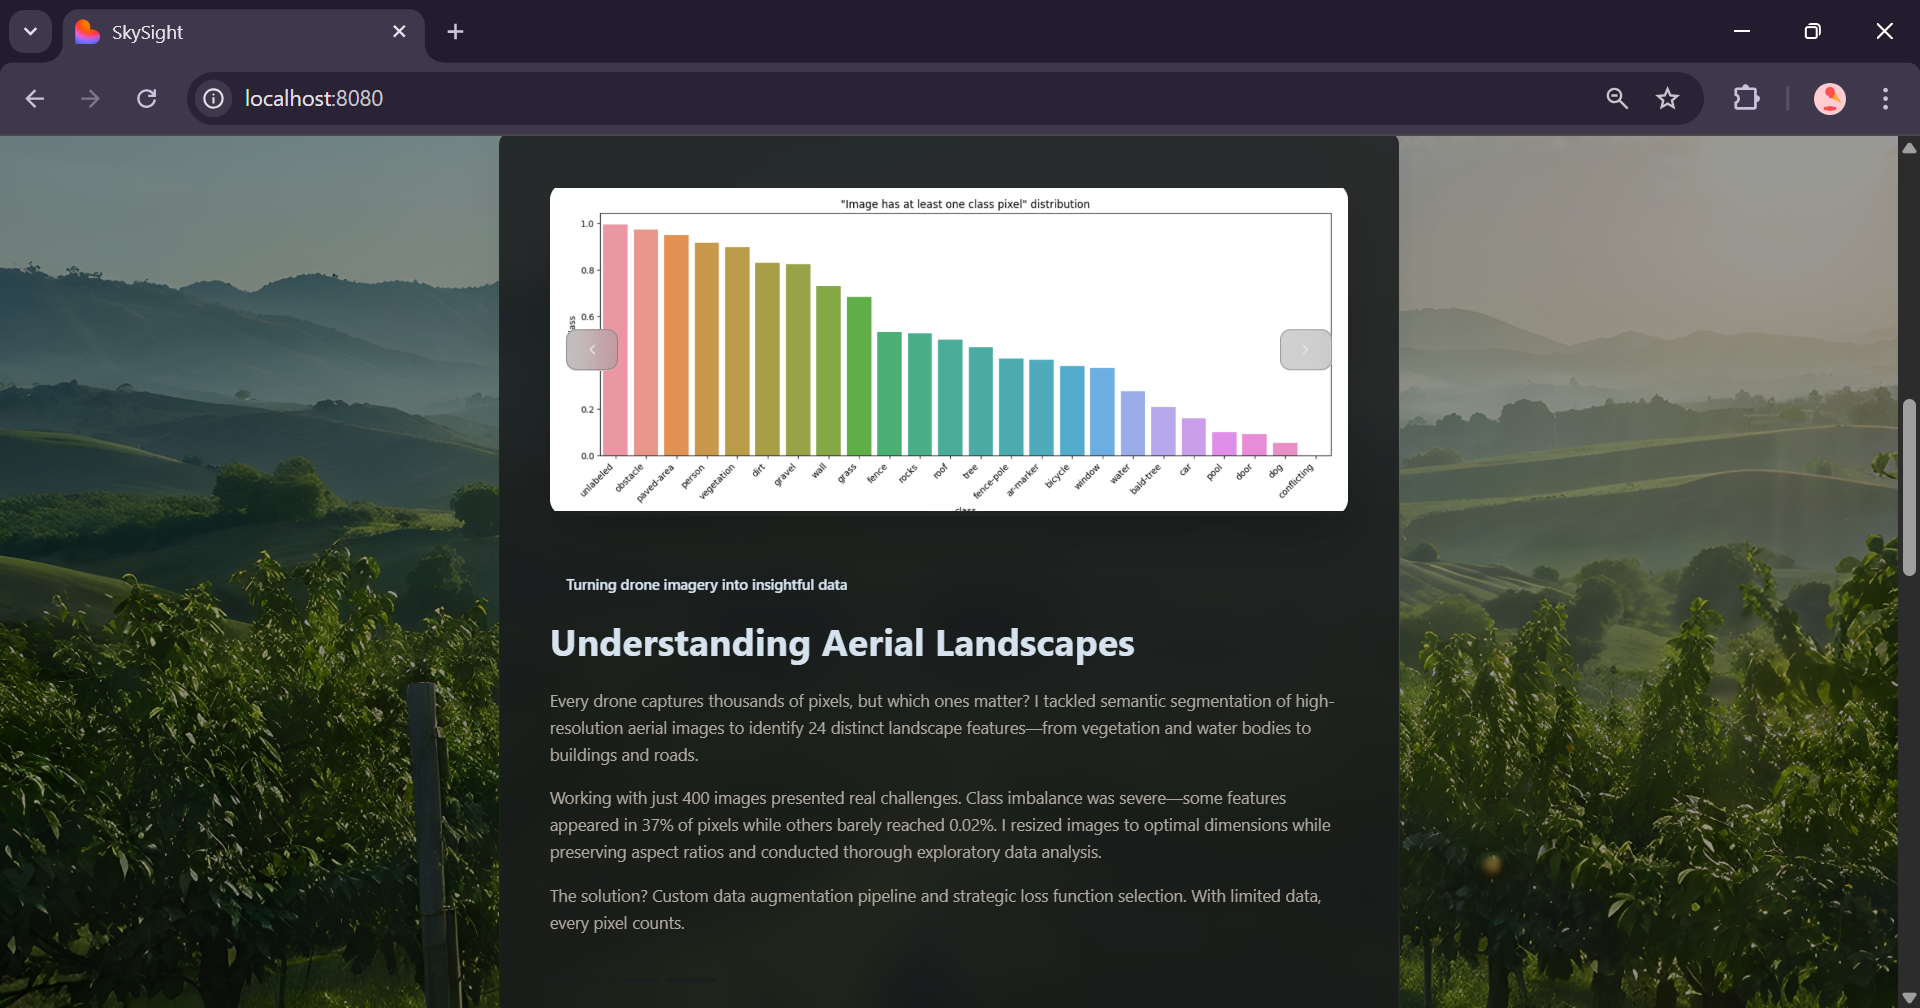 SkySight
localhost:8080
"Image has at least one class pixel" distribution
1.0
0.8
0.6
0.2
0.0
unlabeled
obstacle
paved-area
person
vegetation
dirt
gravel
wall
grass
fence
rocks
roof
tree
fence-pole
ar-marker
bicycle
window
water
bald-tree
car
pool
door
dog
conflicting
class
Turning drone imagery into insightful data
Understanding Aerial Landscapes
Every drone captures thousands of pixels, but which ones matter? I tackled semantic segmentation of high-
resolution aerial images to identify 24 distinct landscape features—from vegetation and water bodies to
buildings and roads.
Working with just 400 images presented real challenges. Class imbalance was severe—some features
appeared in 37% of pixels while others barely reached 0.02%. I resized images to optimal dimensions while
preserving aspect ratios and conducted thorough exploratory data analysis.
The solution? Custom data augmentation pipeline and strategic loss function selection. With limited data,
every pixel counts.